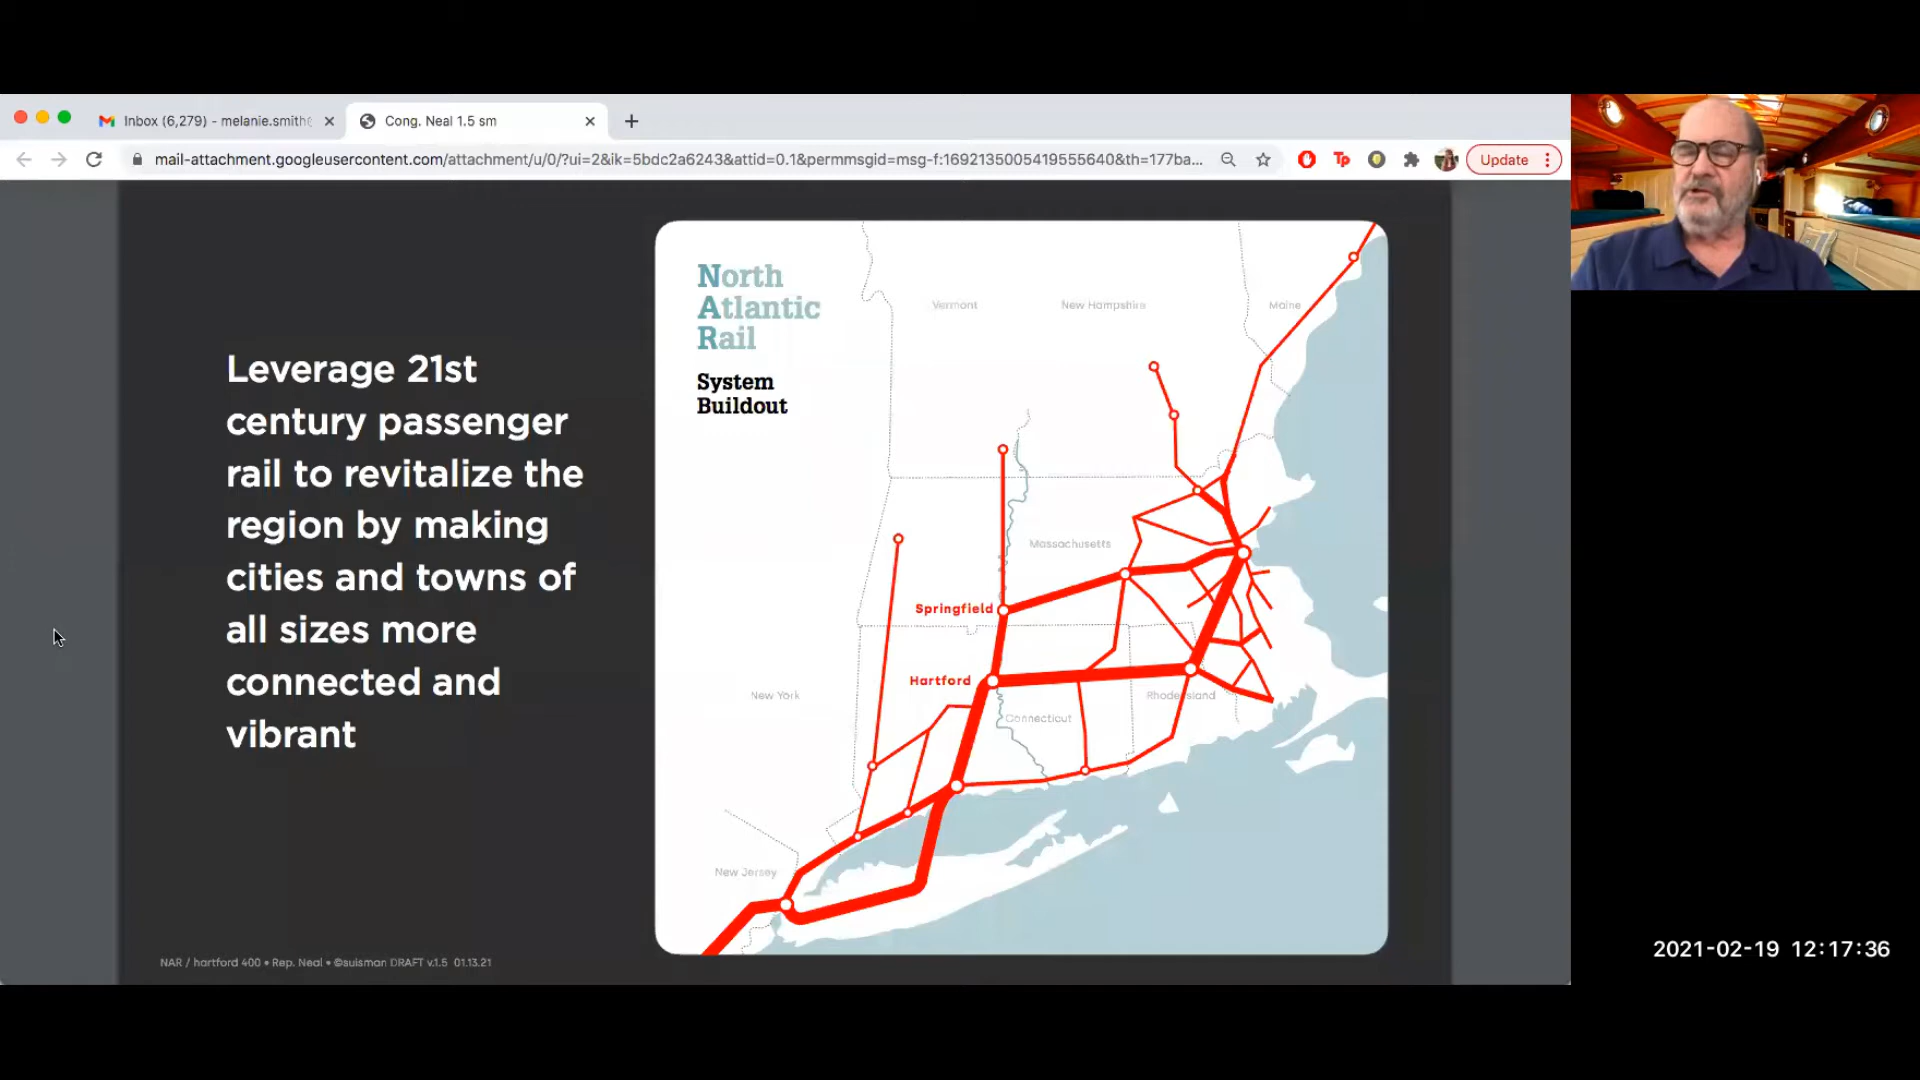 Inbox (6,279) - melanie.smith@
Cong. Neal 1.5 sm
mail-attachment.googleusercontent.com/attachment/u/0/?ui=2&ik=5bdc2a6243&attid=0.1&permmsgid=msg-f:1692135005419555640&th=177ba...
Tp
Update
Leverage 21st
century passenger
rail to revitalize the
region by making
cities and towns of
all sizes more
connected and
vibrant
North
Atlantic
Rail
System
Buildout
Vermont
New Hampshire
Maine
Massachusetts
Springfield
Hartford
New York
Rhode Island
Connecticut
New Jersey
NAR / hartford 400 • Rep. Neal • ©suisman DRAFT v.1.5 01.13.21
2021-02-19 12:17:36